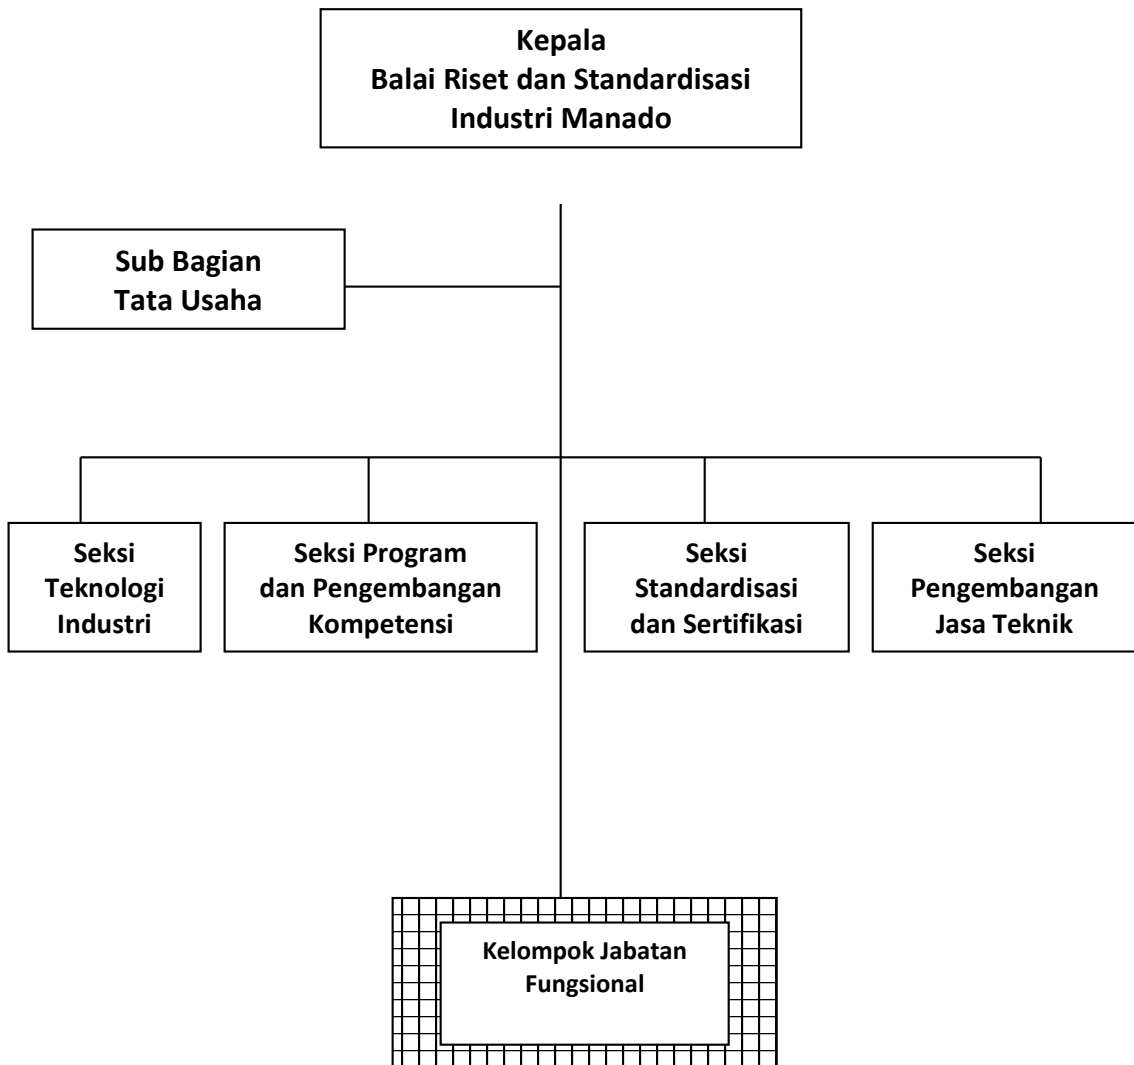 Kepala
Balai Riset dan Standardisasi
Industri Manado
Sub Bagian
Tata Usaha
Seksi
Teknologi
Industri
Seksi Program
dan Pengembangan
Kompetensi
Seksi
Standardisasi
dan Sertifikasi
Seksi
Pengembangan
Jasa Teknik
Kelompok Jabatan
Fungsional